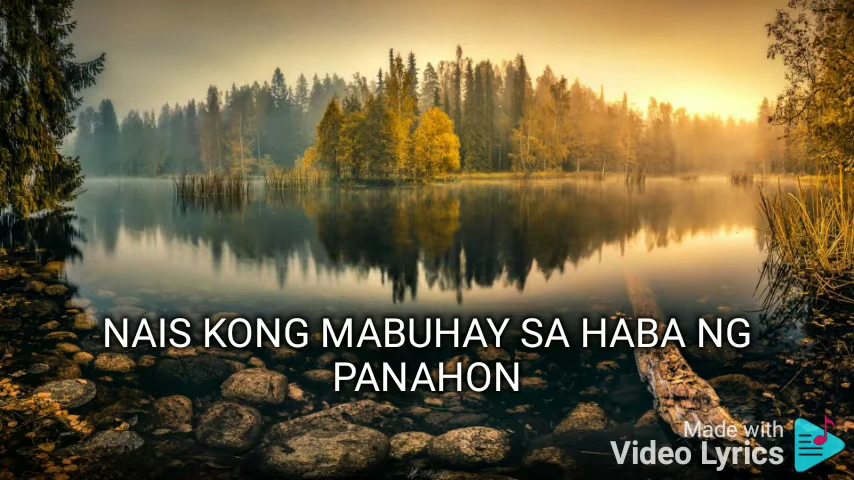 NAIS KONG MABUHAY SA HABA NG
PANAHON
Made with
Video Lyrics